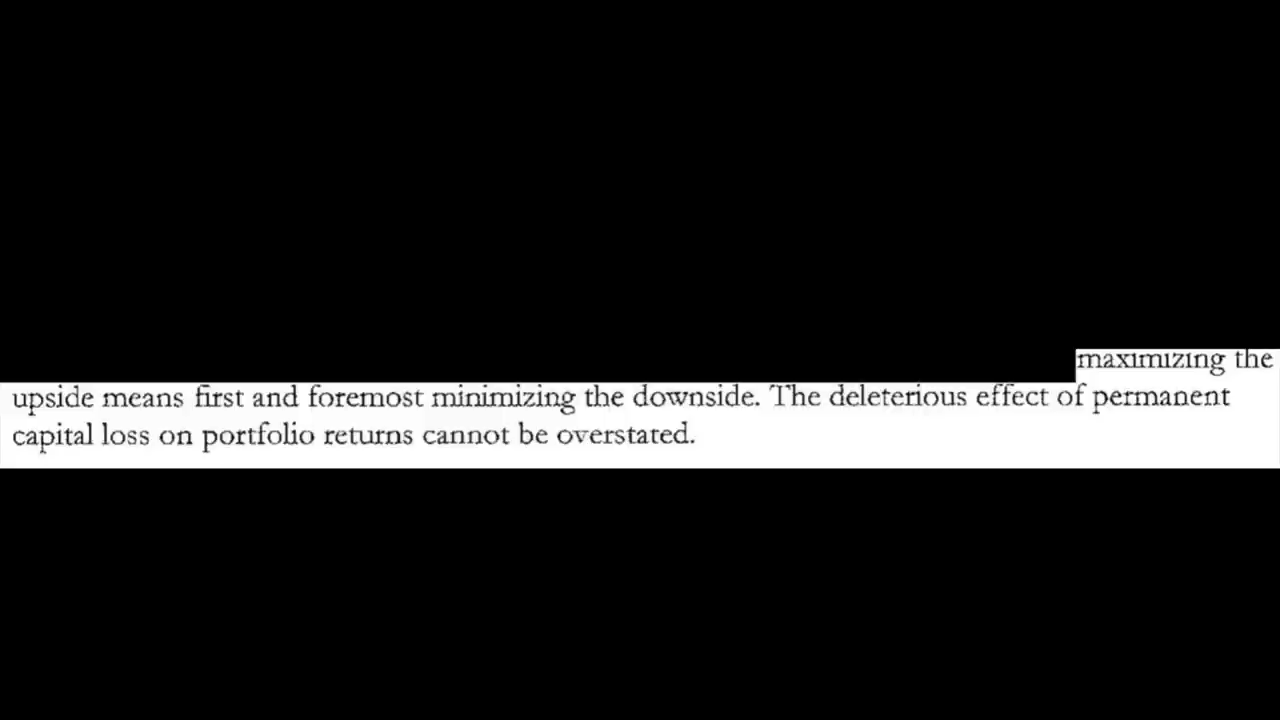 maximizing the
upside means first and foremost minimizing the downside. The deleterious effect of permanent
capital loss on portfolio returns cannot be overstated.